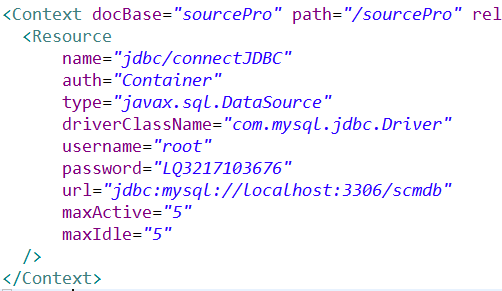 <Context docBase="sourcePro" path="/sourcePro" rel
<Resource
name="jdbc/connectJDBC"
auth="Container"
type="javax.sql.DataSource"
driverClassName="com.mysql.jdbc.Driver"
username="root"
password="LQ3217103676"
url="jdbc:mysql://localhost:3306/scmdb"
maxActive="5"
maxIdle="5"
/>
</Context>